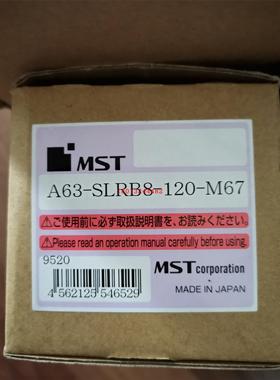 MST
A63-SLRB8-120-M67
⚠ご使用前に必ず取扱説明書を、お読みください。
⚠Please read an operation manual carefully before using.
9520
MST corporation
4 562125 546529
MADE IN JAPAN